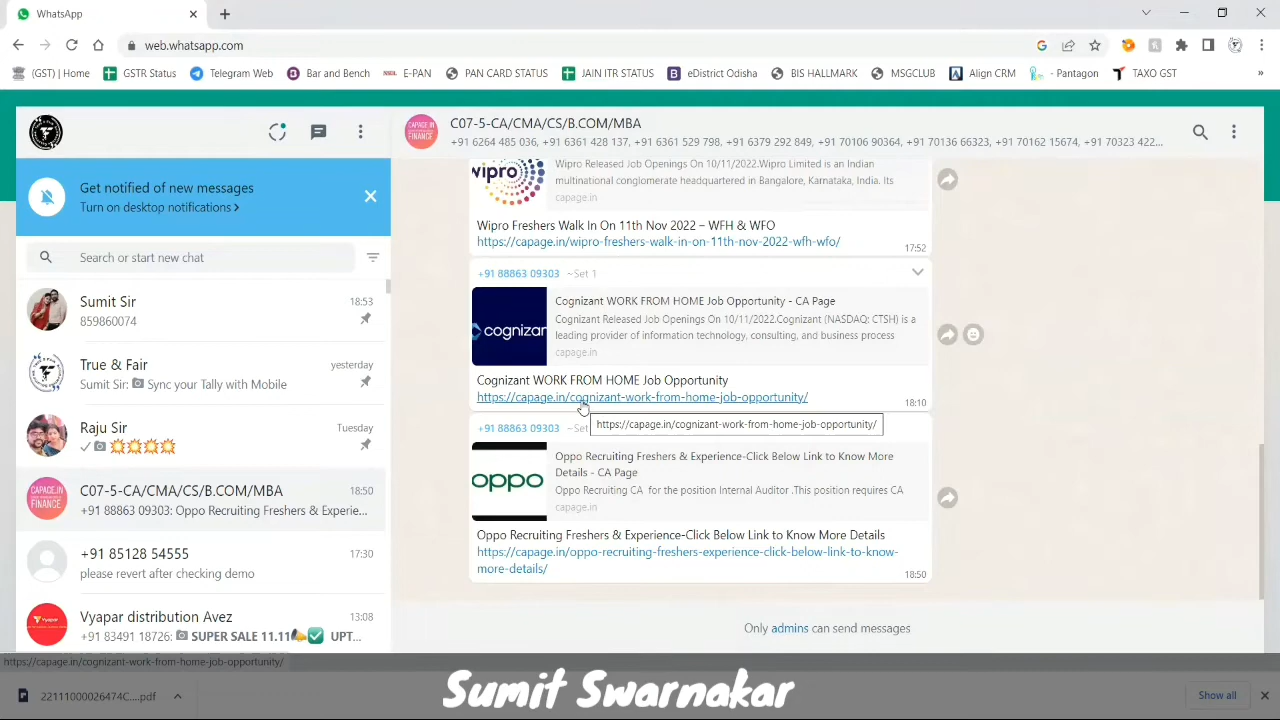 WhatsApp
web.whatsapp.com
(GST) | Home
GSTR Status
Telegram Web
Bar and Bench
E-PAN
PAN CARD STATUS
JAIN ITR STATUS
eDistrict Odisha
BIS HALLMARK
MSGCLUB
Align CRM
- Pantagon
TAXO GST
»
CAPAGE.IN
FINANCE
C07-5-CA/CMA/CS/B.COM/MBA
+91 6264 485 036, +91 6361 428 137, +91 6361 529 798, +91 6379 292 849, +91 70106 90364, +91 70136 66323, +91 70162 15674, +91 70323 422...
Get notified of new messages
Turn on desktop notifications >
Search or start new chat
Sumit Sir
18:53
859860074
True & Fair
yesterday
Sumit Sir: Sync your Tally with Mobile
Raju Sir
Tuesday
CAPAGE.IN
FINANCE
C07-5-CA/CMA/CS/B.COM/MBA
18:50
+91 88863 09303: Oppo Recruiting Freshers & Experie...
+91 85128 54555
17:30
please revert after checking demo
Vyapar
Vyapar distribution Avez
13:08
+91 83491 18726: SUPER SALE 11.11 UPT...
wipro
Wipro Released Job Openings On 10/11/2022.Wipro Limited is an Indian
multinational conglomerate headquartered in Bangalore, Karnataka, India. Its
capage.in
Wipro Freshers Walk In On 11th Nov 2022 – WFH & WFO
https://capage.in/wipro-freshers-walk-in-on-11th-nov-2022-wfh-wfo/
17:52
+91 88863 09303 ~Set 1
cognizan
Cognizant WORK FROM HOME Job Opportunity - CA Page
Cognizant Released Job Openings On 10/11/2022.Cognizant (NASDAQ: CTSH) is a
leading provider of information technology, consulting, and business process
capage.in
Cognizant WORK FROM HOME Job Opportunity
https://capage.in/cognizant-work-from-home-job-opportunity/
18:10
https://capage.in/cognizant-work-from-home-job-opportunity/
+91 88863 09303 ~Set
oppo
Oppo Recruiting Freshers & Experience-Click Below Link to Know More
Details - CA Page
Oppo Recruiting CA for the position Internal Auditor .This position requires CA
capage.in
Oppo Recruiting Freshers & Experience-Click Below Link to Know More Details
https://capage.in/oppo-recruiting-freshers-experience-click-below-link-to-know-
more-details/
18:50
Only admins can send messages
https://capage.in/cognizant-work-from-home-job-opportunity/
22111000026474C....pdf
Show all
Sumit Swarnakar